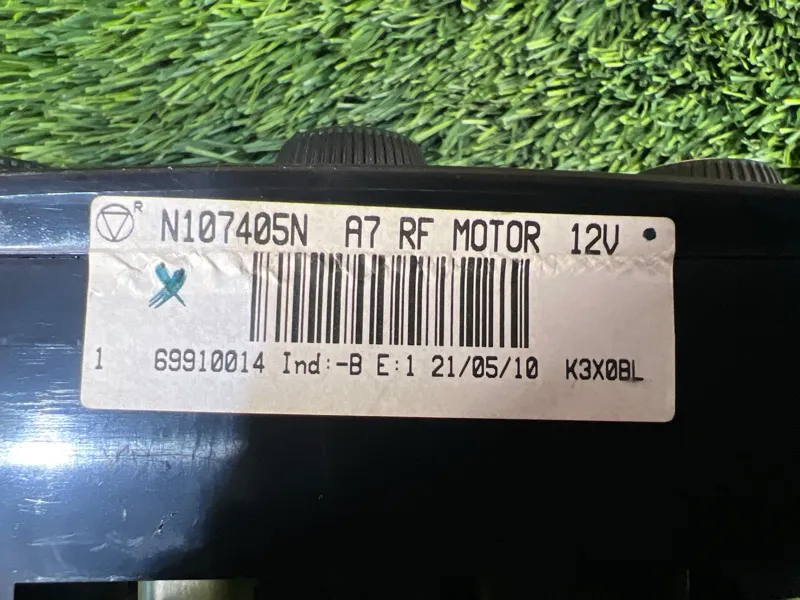 R N107405N A7 RF MOTOR 12V
1 69910014 Ind:-B E:1 21/05/10 K3X0BL